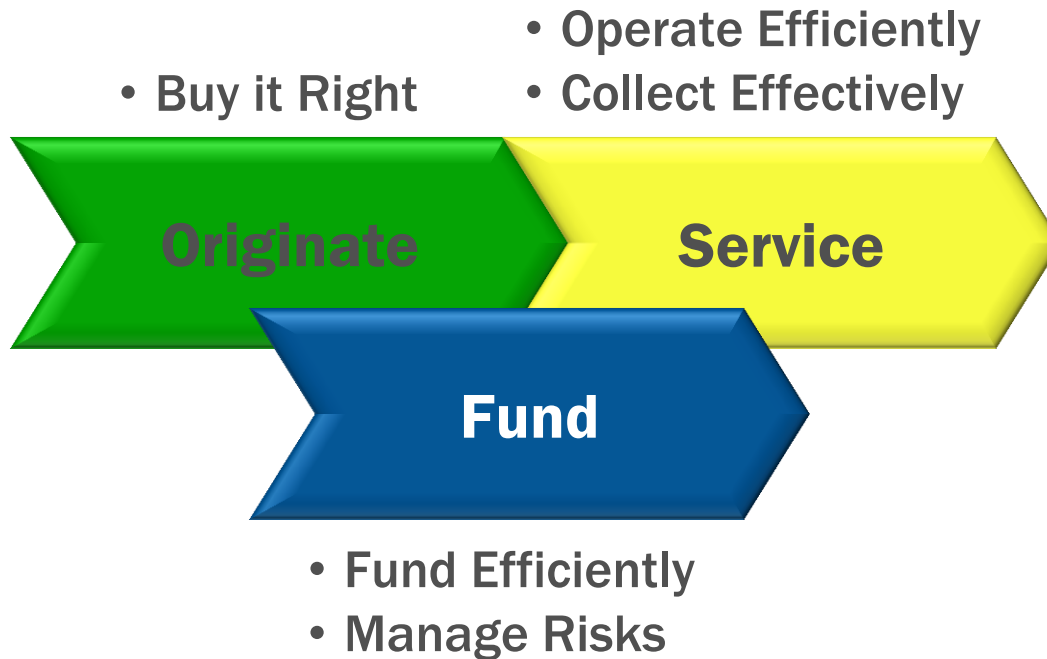 • Buy it Right
• Operate Efficiently
• Collect Effectively
Originate
Service
Fund
• Fund Efficiently
• Manage Risks